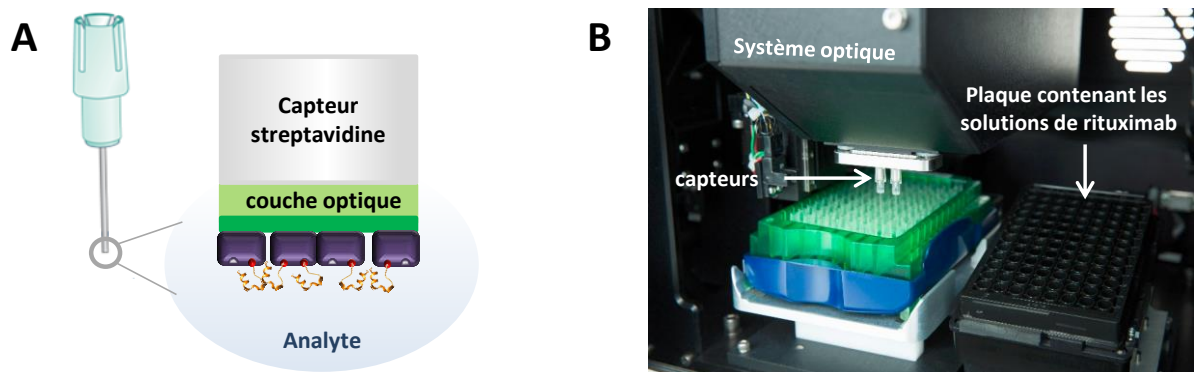 A
Capteur
streptavidine
couche optique
Analyte
B
Système optique
Plaque contenant les
solutions de rituximab
capteurs